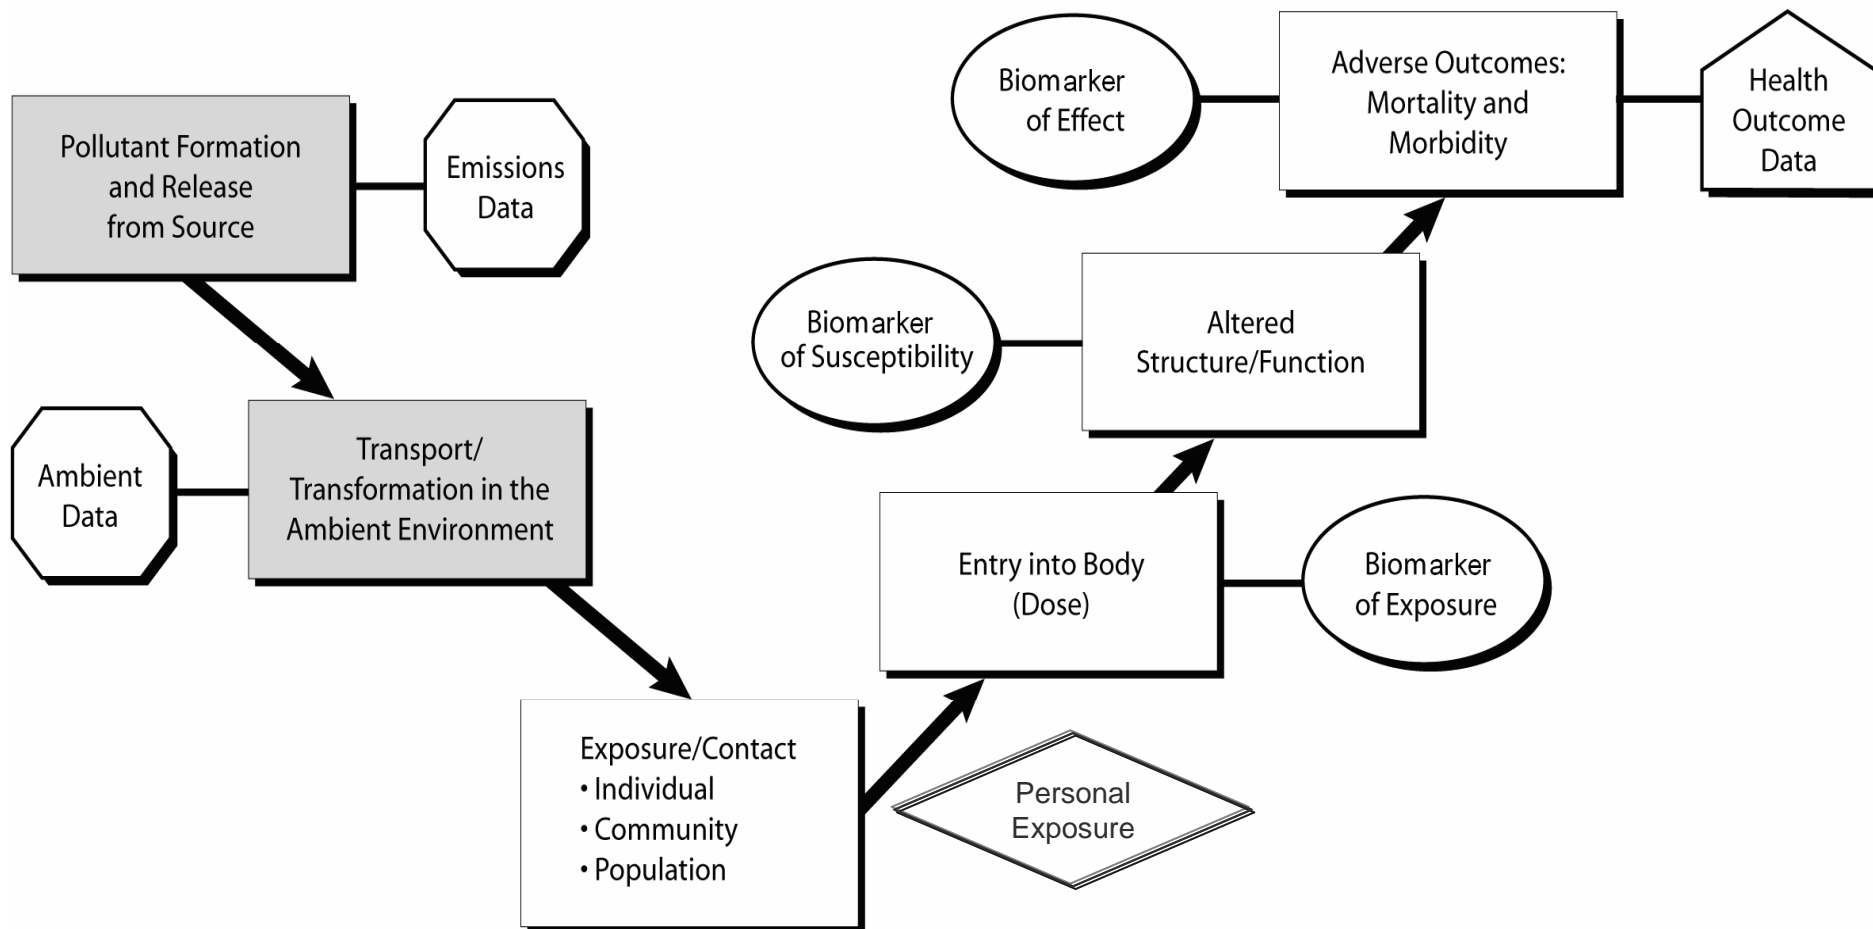 Pollutant Formation
and Release
from Source
Emissions
Data
Ambient
Data
Transport/
Transformation in the
Ambient Environment
Exposure/Contact
• Individual
• Community
• Population
Personal
Exposure
Entry into Body
(Dose)
Biomarker
of Exposure
Biomarker
of Susceptibility
Altered
Structure/Function
Biomarker
of Effect
Adverse Outcomes:
Mortality and
Morbidity
Health
Outcome
Data